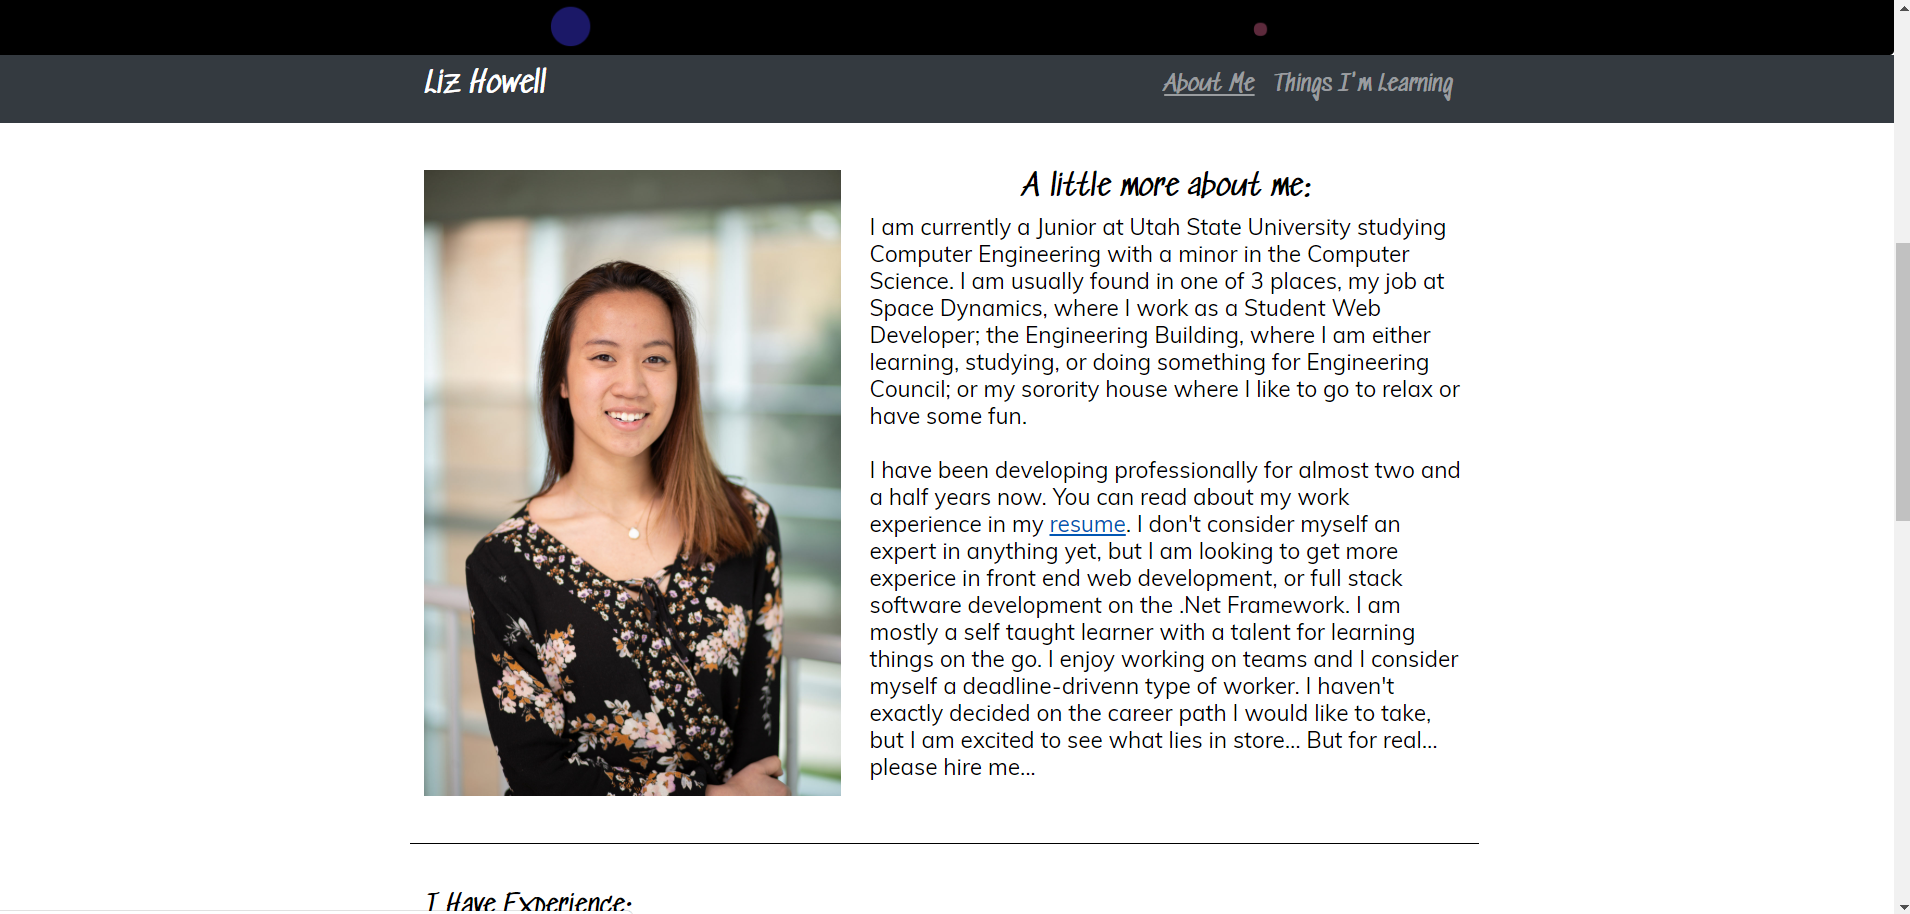 Liz Howell
About Me Things I'm Learning
A little more about me:
I am currently a Junior at Utah State University studying
Computer Engineering with a minor in the Computer
Science. I am usually found in one of 3 places, my job at
Space Dynamics, where I work as a Student Web
Developer; the Engineering Building, where I am either
learning, studying, or doing something for Engineering
Council; or my sorority house where I like to go to relax or
have some fun.
I have been developing professionally for almost two and
a half years now. You can read about my work
experience in my resume. I don't consider myself an
expert in anything yet, but I am looking to get more
experice in front end web development, or full stack
software development on the .Net Framework. I am
mostly a self taught learner with a talent for learning
things on the go. I enjoy working on teams and I consider
myself a deadline-drivenn type of worker. I haven't
exactly decided on the career path I would like to take,
but I am excited to see what lies in store... But for real...
please hire me...
I Have Experience: